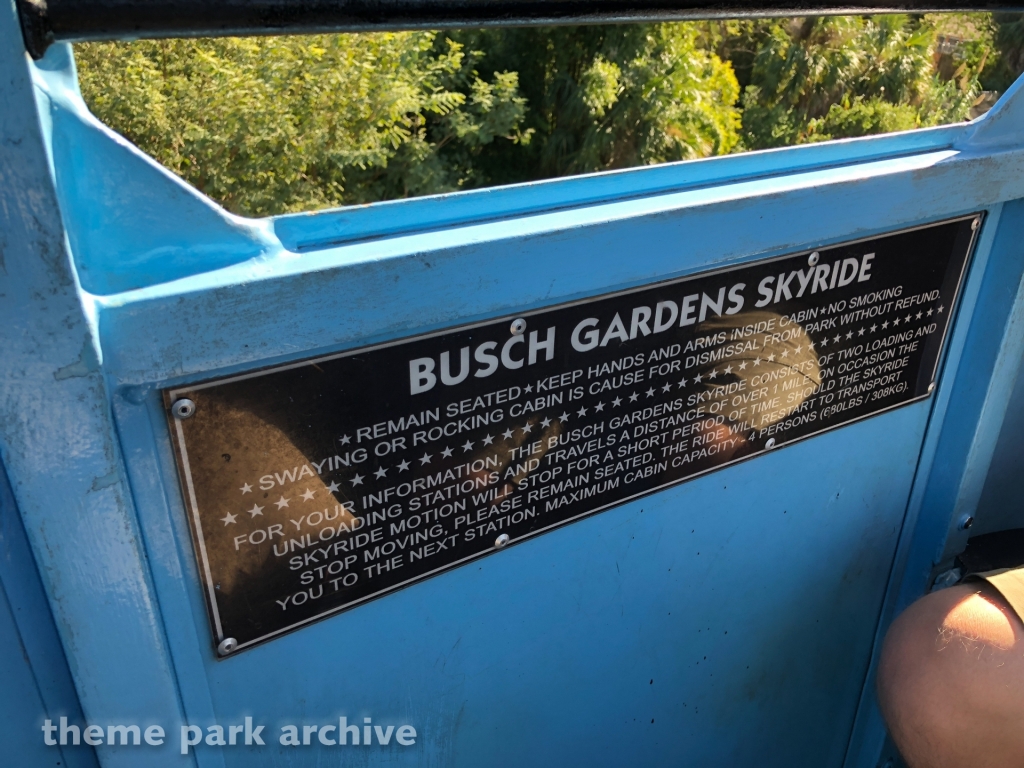 BUSCH GARDENS SKYRIDE
★REMAIN SEATED★KEEP HANDS AND ARMS INSIDE CABIN★NO SMOKING
★SWAYING OR ROCKING CABIN IS CAUSE FOR DISMISSAL FROM PARK WITHOUT REFUND.
FOR YOUR INFORMATION, THE BUSCH GARDENS SKYRIDE CONSISTS OF TWO LOADING AND
UNLOADING STATIONS AND TRAVELS A DISTANCE OF OVER 1 MILE. ON OCCASION THE
SKYRIDE MOTION WILL STOP FOR A SHORT PERIOD OF TIME. SHOULD THE SKYRIDE
STOP MOVING, PLEASE REMAIN SEATED. THE RIDE WILL RESTART TO TRANSPORT
YOU TO THE NEXT STATION. MAXIMUM CABIN CAPACITY - 4 PERSONS (680LBS / 308KG).
theme park archive